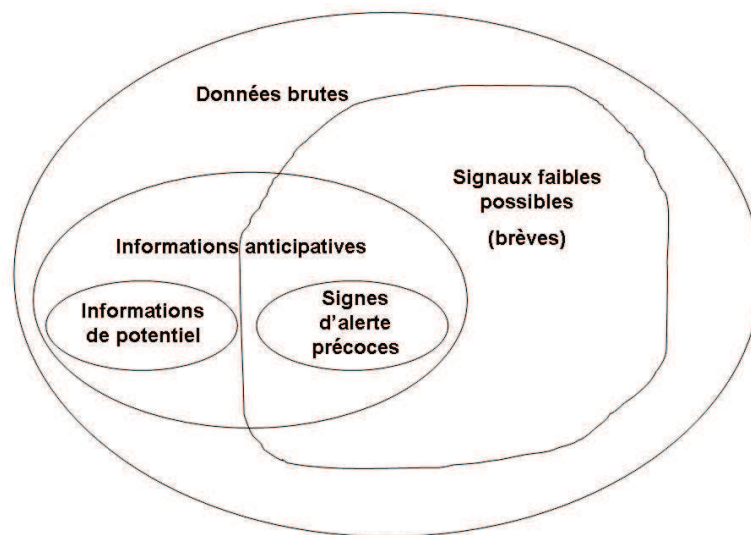 Données brutes
Signaux faibles
possibles
(brèves)
Informations anticipatives
Informations
de potentiel
Signes
d'alerte
précoces